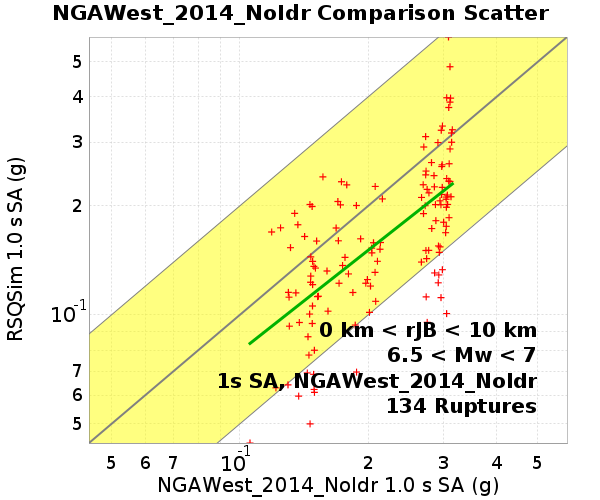 NGAWest_2014_NoIdr Comparison Scatter
RSQSim 1.0 s SA (g)
5
4
3
2
10^-1
7
6
5
0 km < rJB < 10 km
6.5 < Mw < 7
1s SA, NGAWest_2014_NoIdr
134 Ruptures
5 6 7 10^-1 2 3 4 5
NGAWest_2014_NoIdr 1.0 s SA (g)